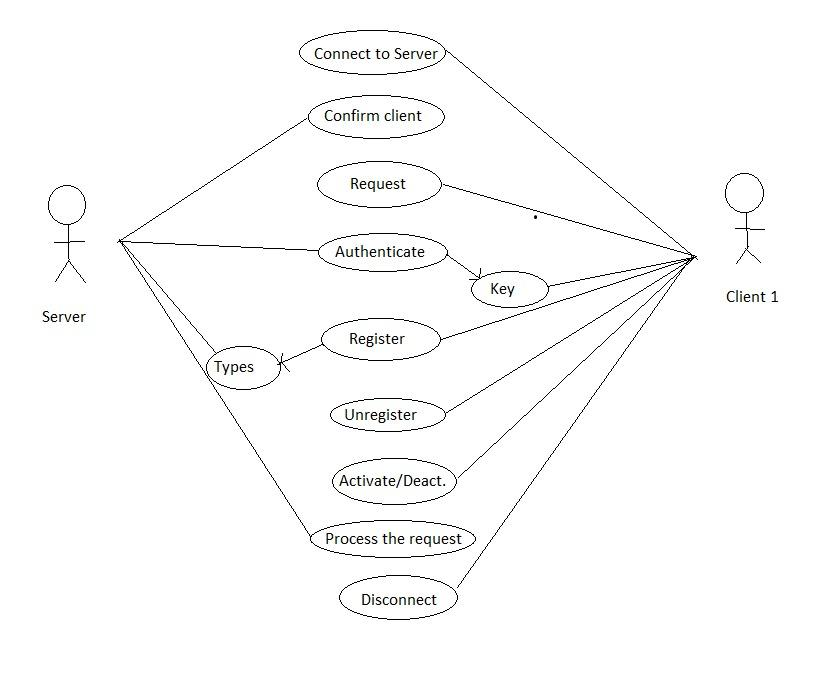 Connect to Server
Confirm client
Request
Authenticate
Key
Server
Client 1
Register
Types
Unregister
Activate/Deact.
Process the request
Disconnect